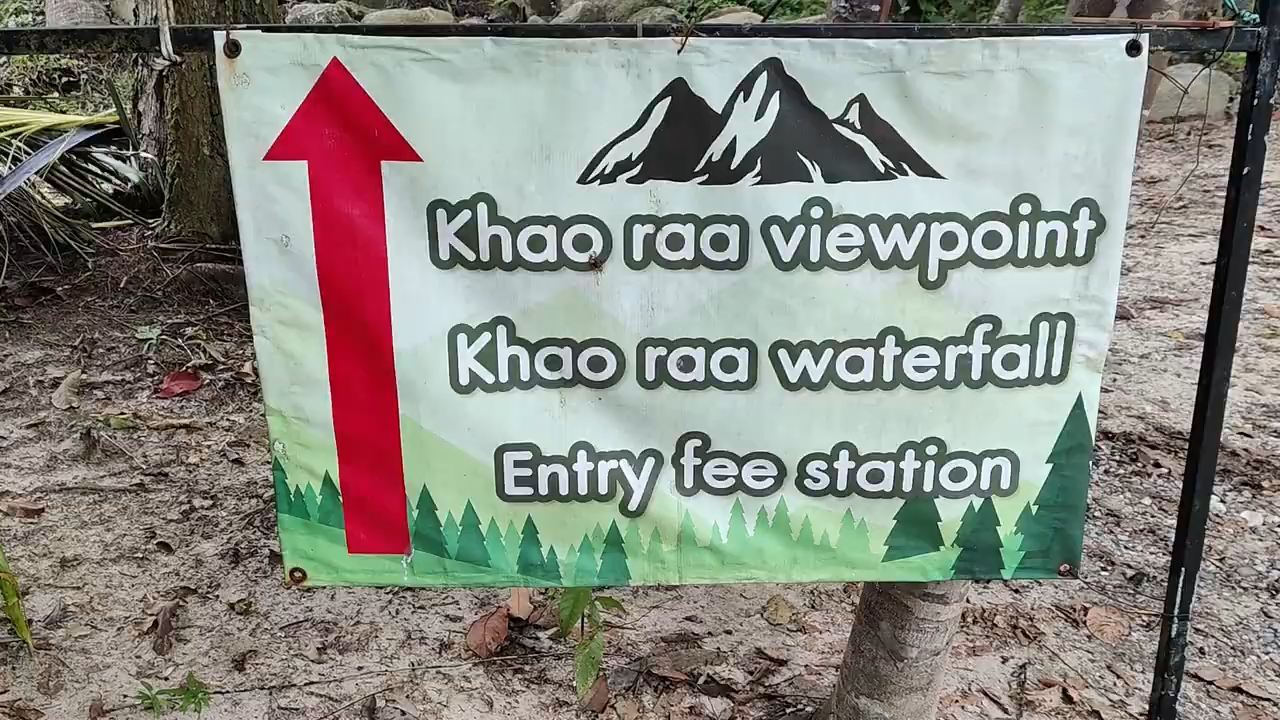 Khao raa viewpoint
Khao raa waterfall
Entry fee station